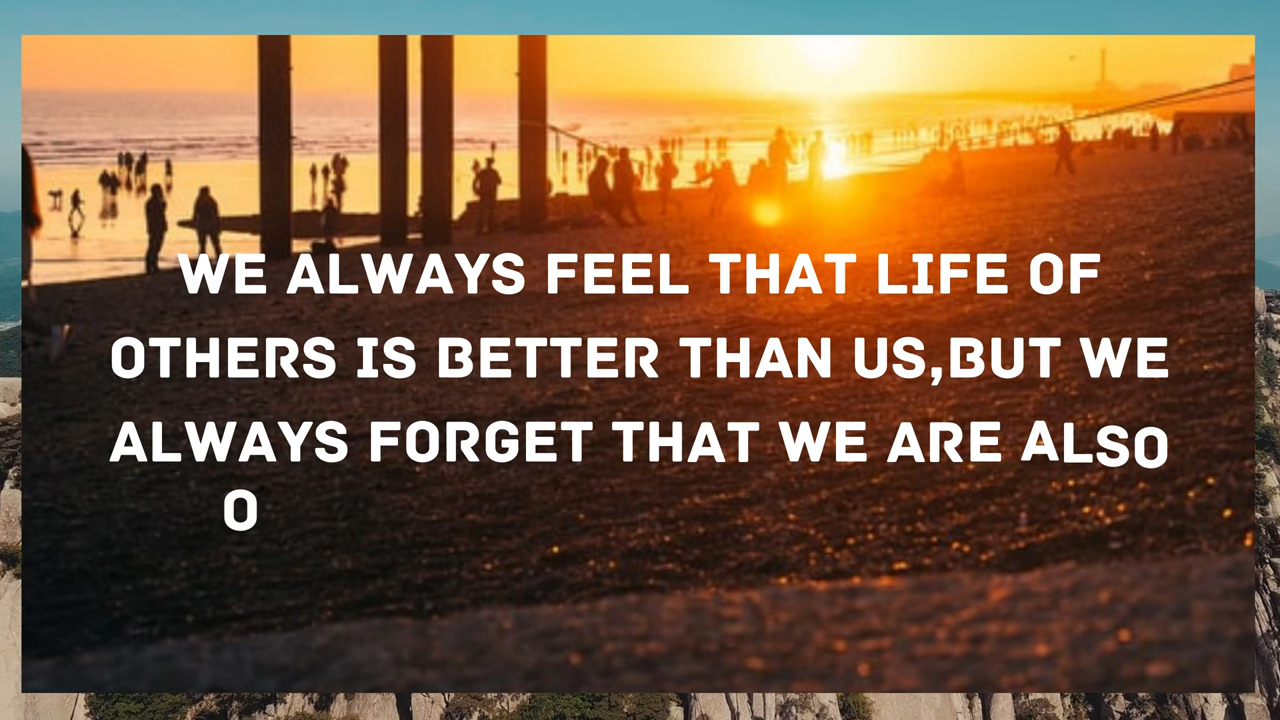 WE ALWAYS FEEL THAT LIFE OF
OTHERS IS BETTER THAN US,BUT WE
ALWAYS FORGET THAT WE ARE ALSO
O